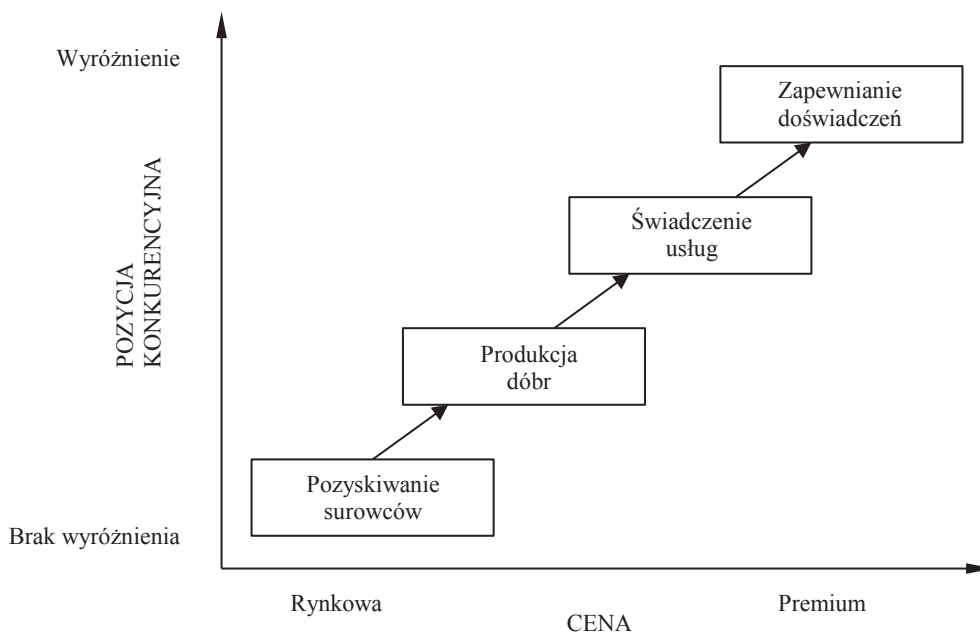 Wyróżnienie
Zapewnianie
doświadczeń
POZYCJA
KONKURENCYJNA
Świadczenie
usług
Produkcja
dóbr
Pozyskiwanie
surowców
Brak wyróżnienia
Rynkowa
Premium
CENA